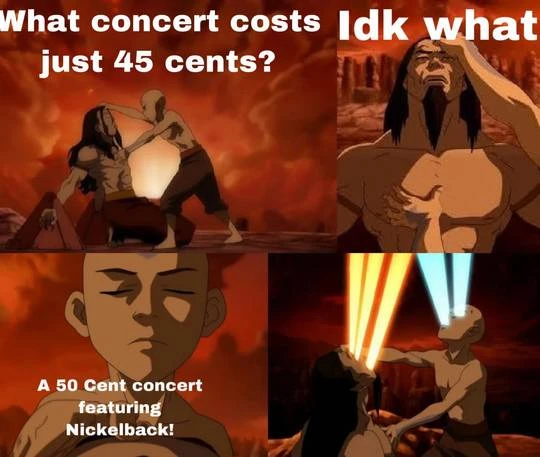 What concert costs
just 45 cents?
Idk what
A 50 Cent concert
featuring
Nickelback!